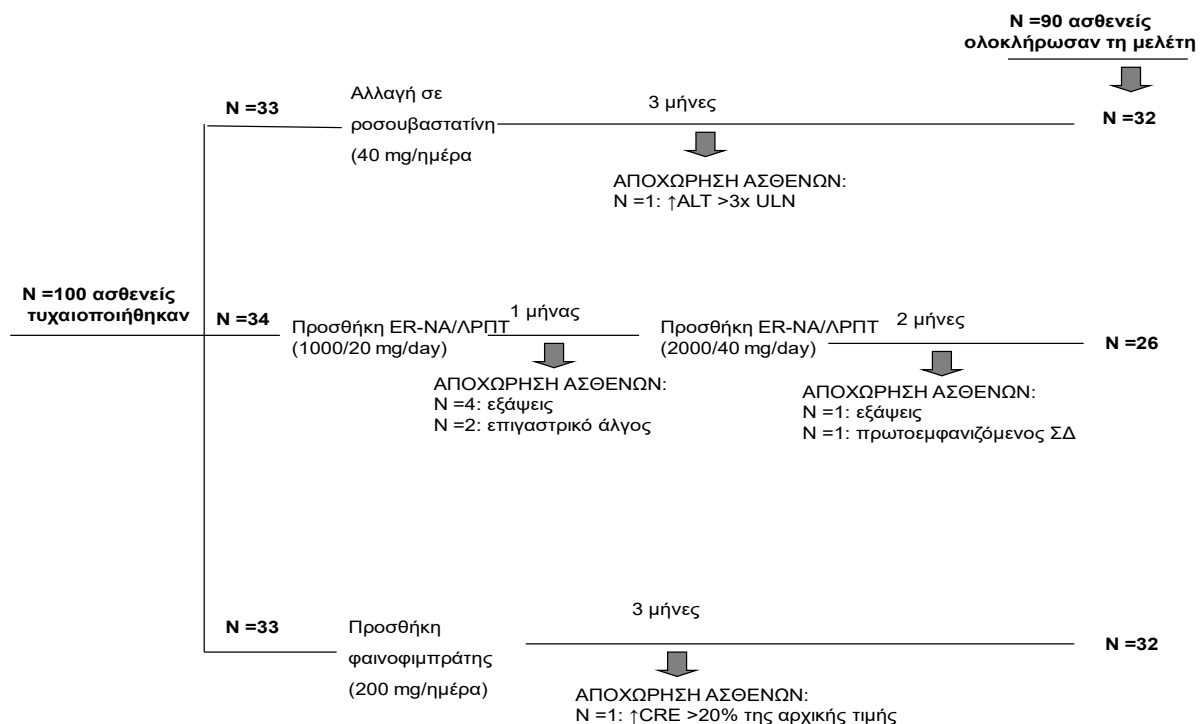 N =90 ασθενείς
ολοκλήρωσαν τη μελέτη
N =33
Αλλαγή σε
ροσουβαστατίνη
(40 mg/ημέρα
3 μήνες
N =32
ΑΠΟΧΩΡΗΣΗ ΑΣΘΕΝΩΝ:
N =1: ↑ALT >3x ULN
N =100 ασθενείς
τυχαιοποιήθηκαν
N =34
Προσθήκη ER-NA/ΛΡΠΤ
(1000/20 mg/day)
1 μήνας
Προσθήκη ER-NA/ΛΡΠΤ
(2000/40 mg/day)
2 μήνες
N =26
ΑΠΟΧΩΡΗΣΗ ΑΣΘΕΝΩΝ:
N =4: εξάψεις
N =2: επιγαστρικό άλγος
ΑΠΟΧΩΡΗΣΗ ΑΣΘΕΝΩΝ:
N =1: εξάψεις
N =1: πρωτοεμφανιζόμενος ΣΔ
N =33
Προσθήκη
φαινοφιμπράτης
(200 mg/ημέρα)
3 μήνες
N =32
ΑΠΟΧΩΡΗΣΗ ΑΣΘΕΝΩΝ:
N =1: ↑CRE >20% της αρχικής τιμής